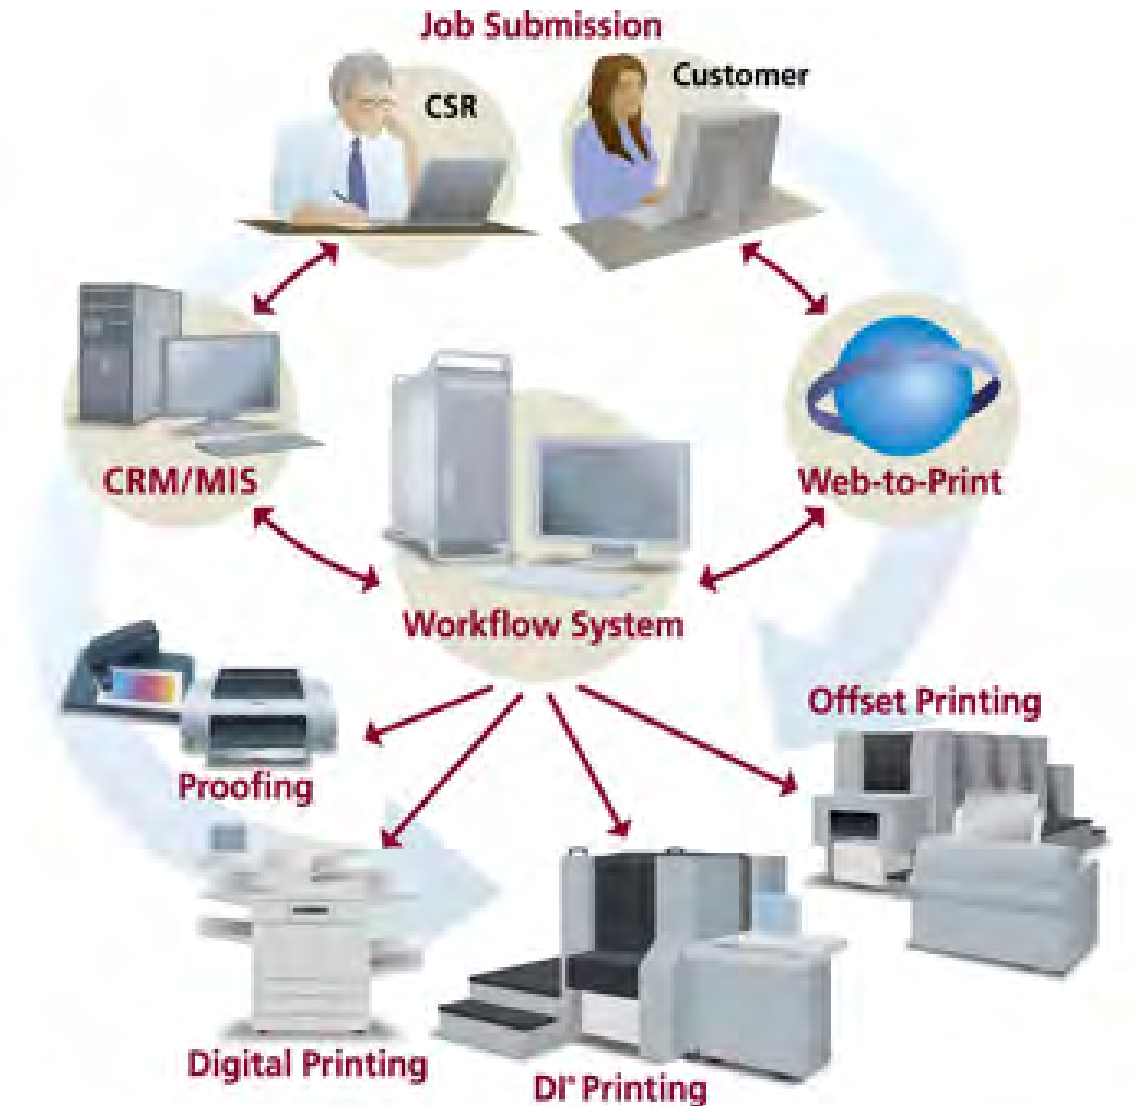 Job Submission
CSR
Customer
CRM/MIS
Web-to-Print
Workflow System
Offset Printing
Proofing
Digital Printing
DI® Printing